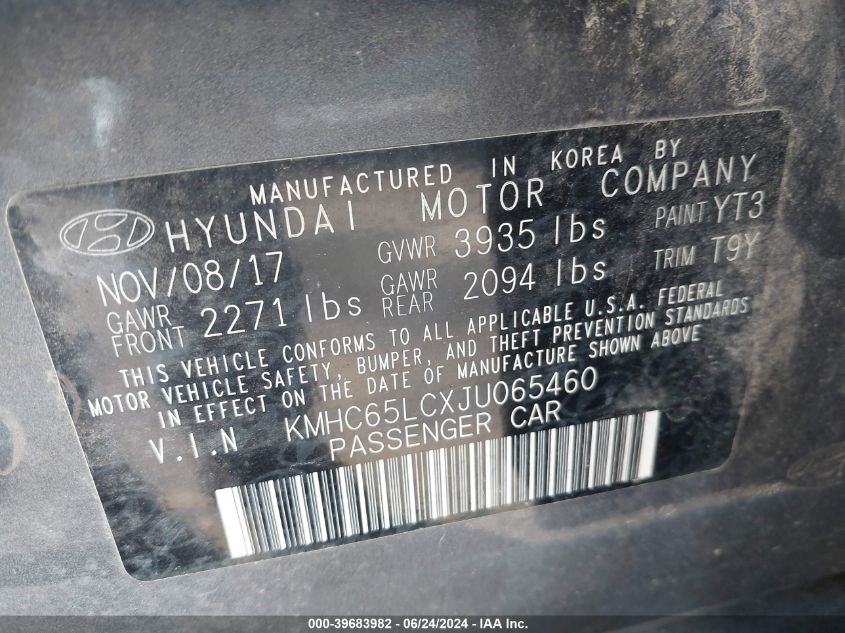 MANUFACTURED IN KOREA BY
HYUNDAI MOTOR COMPANY
NOV/08/17 GVWR 3935 lbs PAINT YT3
GAWR FRONT 2271 lbs GAWR REAR 2094 lbs TRIM T9Y
THIS VEHICLE CONFORMS TO ALL APPLICABLE U.S.A. FEDERAL
MOTOR VEHICLE SAFETY, BUMPER, AND THEFT PREVENTION STANDARDS
IN EFFECT ON THE DATE OF MANUFACTURE SHOWN ABOVE
V.I.N KMHC65LCXJU065460
PASSENGER CAR
000-39683982 - 06/24/2024 - IAA Inc.